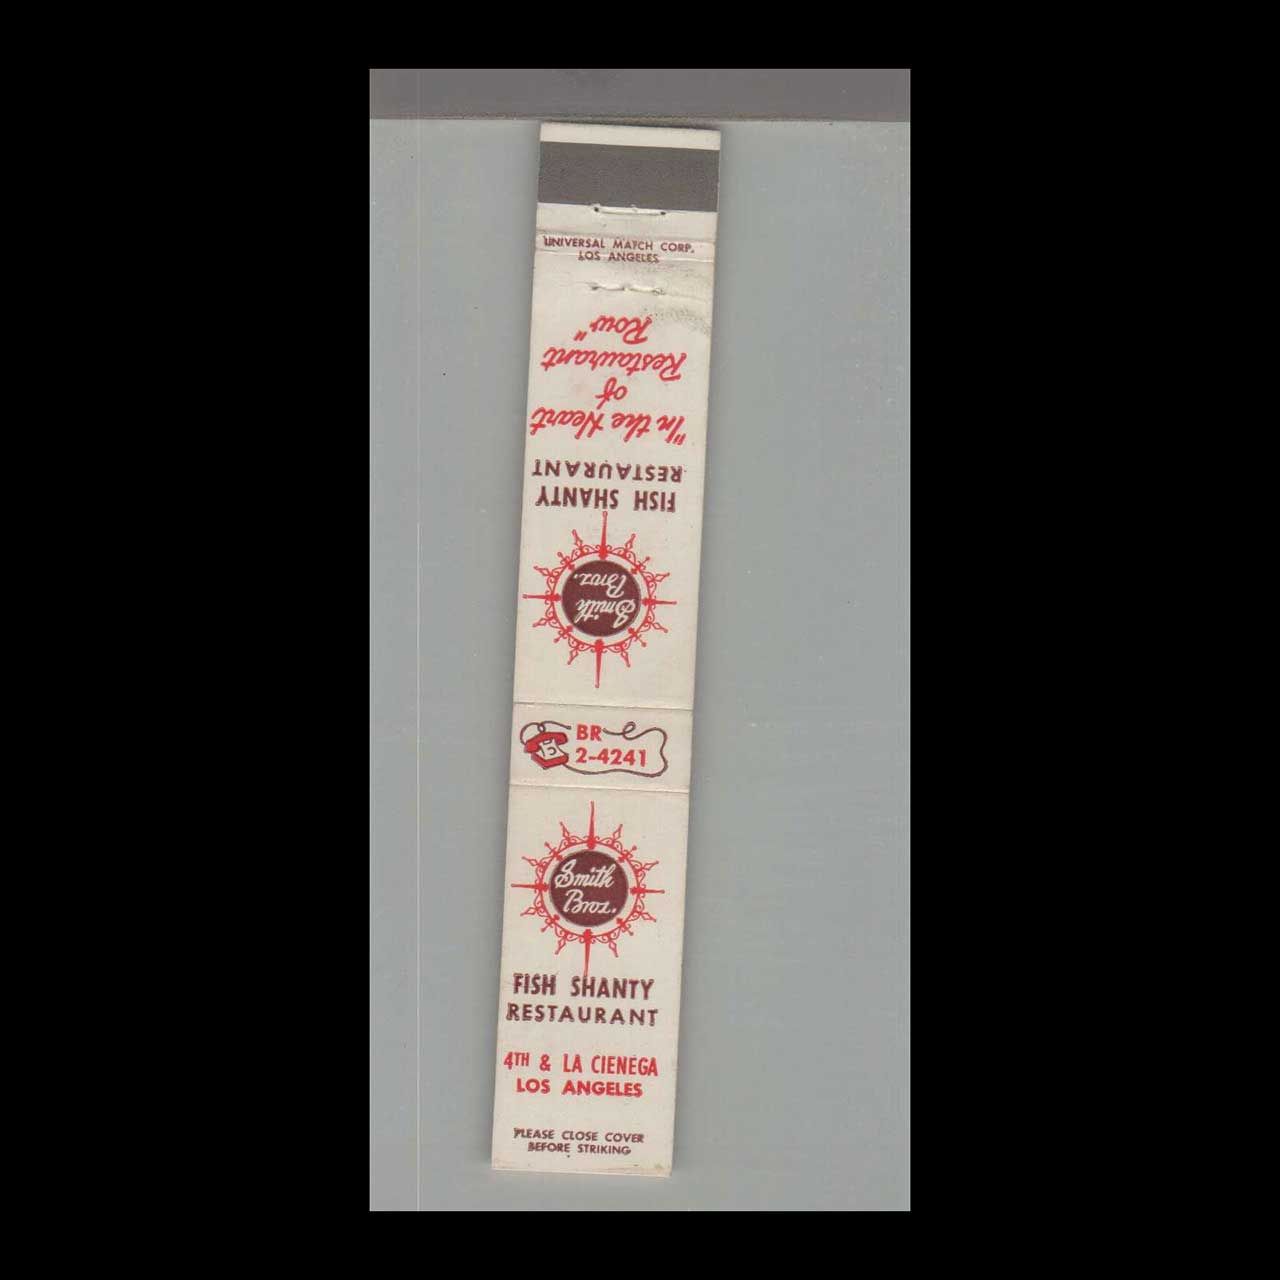 UNIVERSAL MATCH CORP.
LOS ANGELES
"In the Heart
of
Restaurant
Row"
FISH SHANTY
RESTAURANT
Smith
Bros.
BR
2-4241
Smith
Bros.
FISH SHANTY
RESTAURANT
4TH & LA CIENEGA
LOS ANGELES
PLEASE CLOSE COVER
BEFORE STRIKING